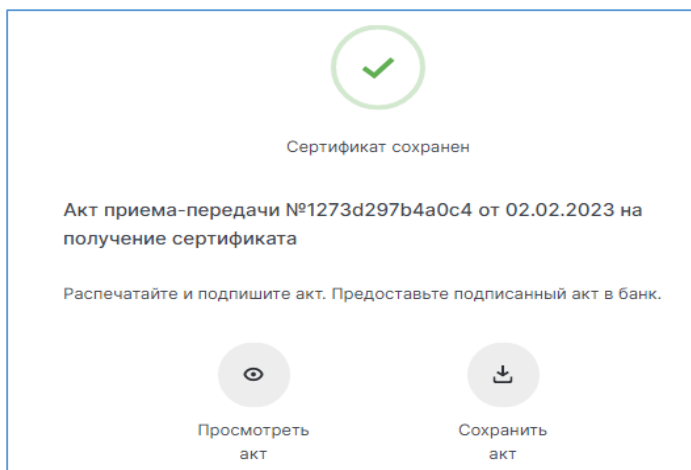 Сертификат сохранен
Акт приема-передачи №1273d297b4a0c4 от 02.02.2023 на
получение сертификата
Распечатайте и подпишите акт. Предоставьте подписанный акт в банк.
Просмотреть
акт
Сохранить
акт